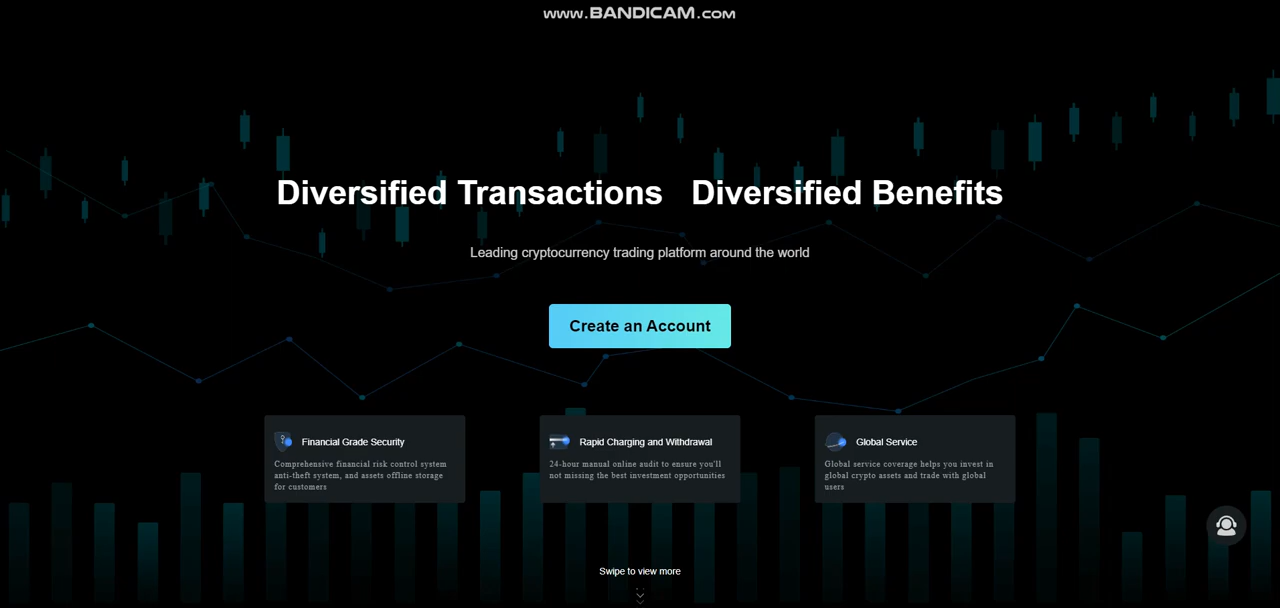 www.BANDICAM.com
Diversified Transactions Diversified Benefits
Leading cryptocurrency trading platform around the world
Create an Account
Financial Grade Security
Comprehensive financial risk control system
anti-theft system, and assets offline storage
for customers
Rapid Charging and Withdrawal
24-hour manual online audit to ensure you'll
not missing the best investment opportunities
Global Service
Global service coverage helps you invest in
global crypto assets and trade with global
users
Swipe to view more